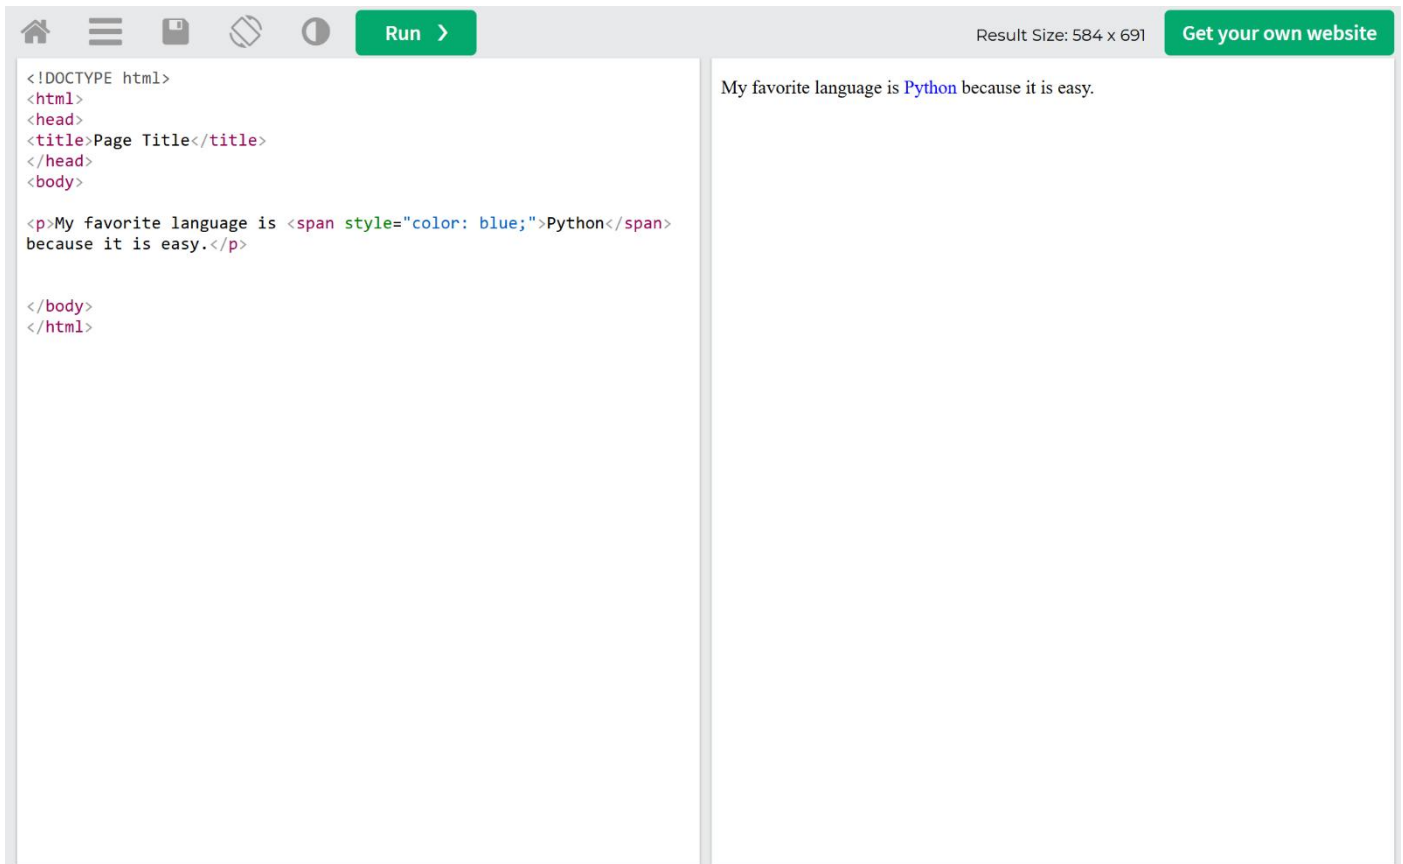 Run ❯
Result Size: 584 x 691
Get your own website
<!DOCTYPE html>
<html>
<head>
<title>Page Title</title>
</head>
<body>
<p>My favorite language is <span style="color: blue;">Python</span>
because it is easy.</p>
</body>
</html>
My favorite language is Python because it is easy.